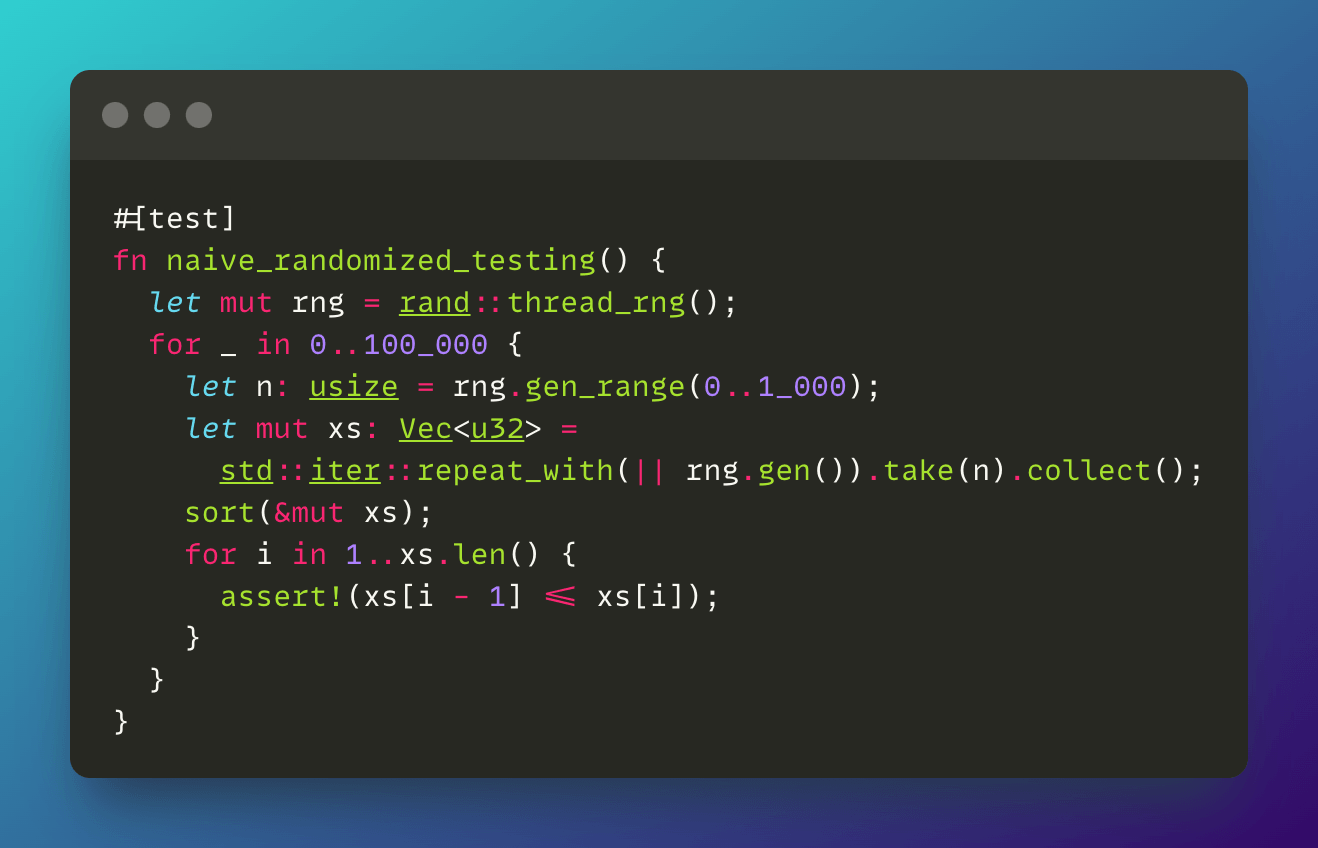 #[test]
fn naive_randomized_testing() {
  let mut rng = rand::thread_rng();
  for _ in 0..100_000 {
    let n: usize = rng.gen_range(0..1_000);
    let mut xs: Vec<u32> =
      std::iter::repeat_with(|| rng.gen()).take(n).collect();
    sort(&mut xs);
    for i in 1..xs.len() {
      assert!(xs[i - 1] <= xs[i]);
    }
  }
}